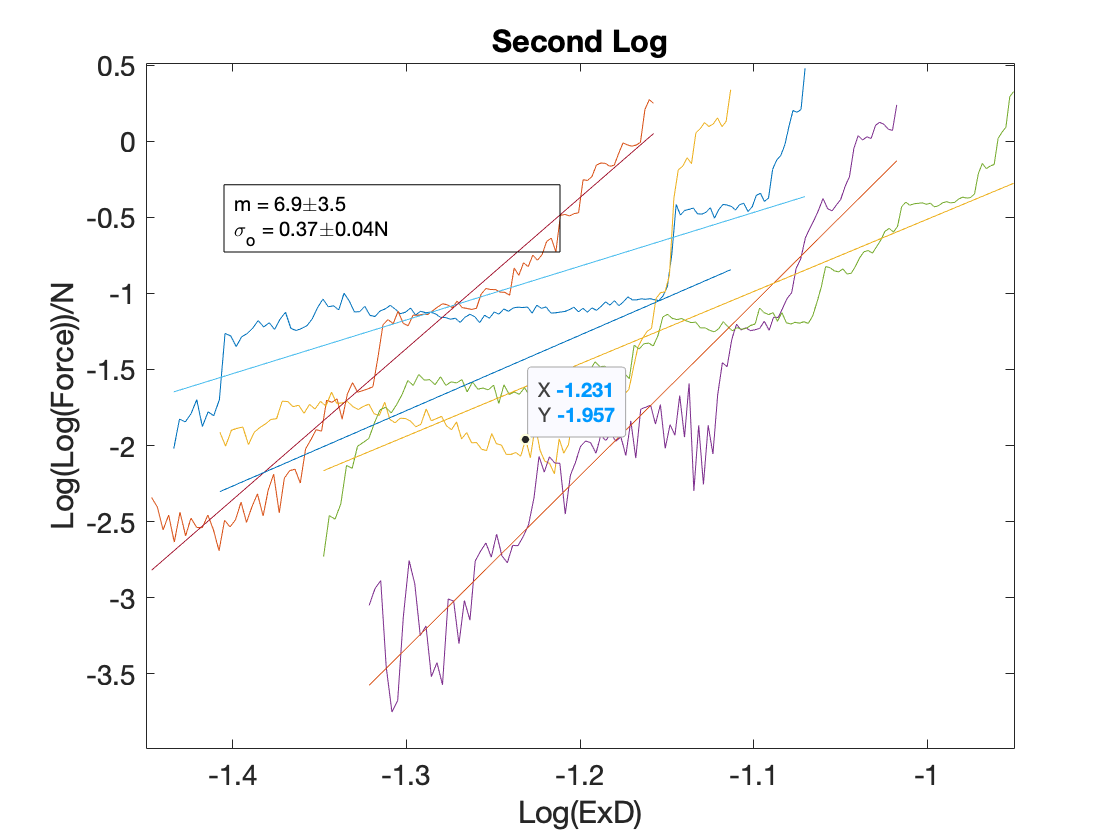 Second Log
0.5
0
-0.5
-1
-1.5
-2
-2.5
-3
-3.5
Log(Log(Force))/N
m = 6.9±3.5
σo = 0.37±0.04N
X -1.231
Y -1.957
-1.4 -1.3 -1.2 -1.1 -1
Log(ExD)